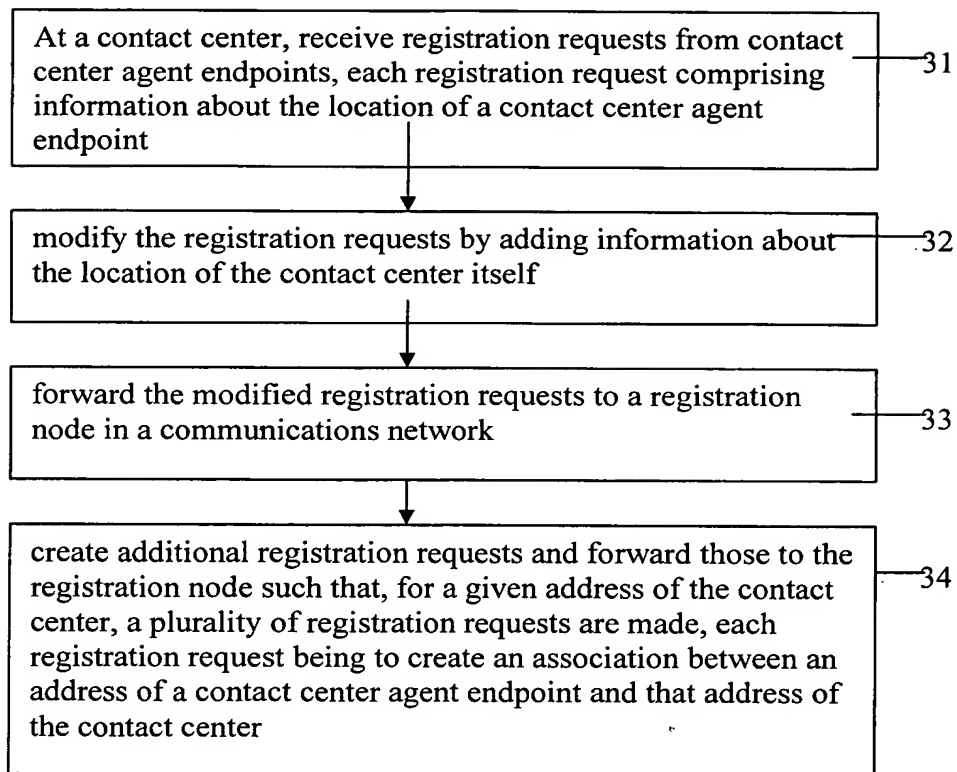 At a contact center, receive registration requests from contact
center agent endpoints, each registration request comprising
information about the location of a contact center agent
endpoint
31
modify the registration requests by adding information about
the location of the contact center itself
32
forward the modified registration requests to a registration
node in a communications network
33
create additional registration requests and forward those to the
registration node such that, for a given address of the contact
center, a plurality of registration requests are made, each
registration request being to create an association between an
address of a contact center agent endpoint and that address of
the contact center
34